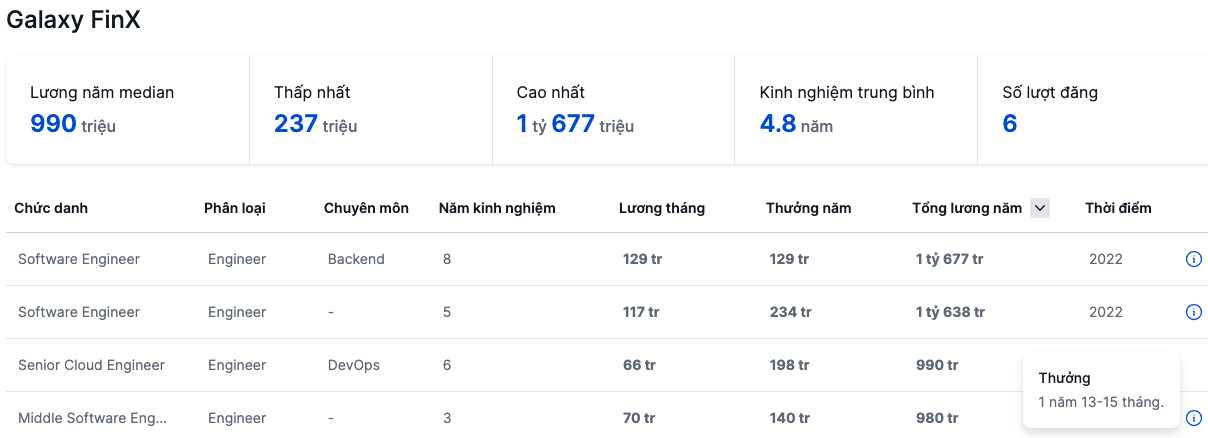 Galaxy FinX
Lương năm median Thấp nhất Cao nhất Kinh nghiệm trung bình Số lượt đăng
990 triệu 237 triệu 1 tỷ 677 triệu 4.8 năm 6
Chức danh Phân loại Chuyên môn Năm kinh nghiệm Lương tháng Thưởng năm Tổng lương năm Thời điểm
Software Engineer Engineer Backend 8 129 tr 129 tr 1 tỷ 677 tr 2022
Software Engineer Engineer - 5 117 tr 234 tr 1 tỷ 638 tr 2022
Senior Cloud Engineer Engineer DevOps 6 66 tr 198 tr 990 tr
Thưởng
1 năm 13-15 tháng.
Middle Software Eng... Engineer - 3 70 tr 140 tr 980 tr